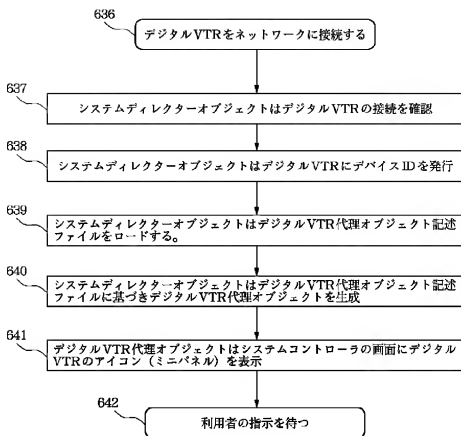 636
デジタルVTRをネットワークに接続する
637
システムディレクターオブジェクトはデジタルVTRの接続を確認
638
システムディレクターオブジェクトはデジタルVTRにデバイスIDを発行
639
システムディレクターオブジェクトはデジタルVTR代理オブジェクト記述
ファイルをロードする。
640
システムディレクターオブジェクトはデジタルVTR代理オブジェクト記述
ファイルに基づきデジタルVTR代理オブジェクトを生成
641
デジタルVTR代理オブジェクトはシステムコントローラの画面にデジタル
VTRのアイコン（ミニパネル）を表示
642
利用者の指示を待つ